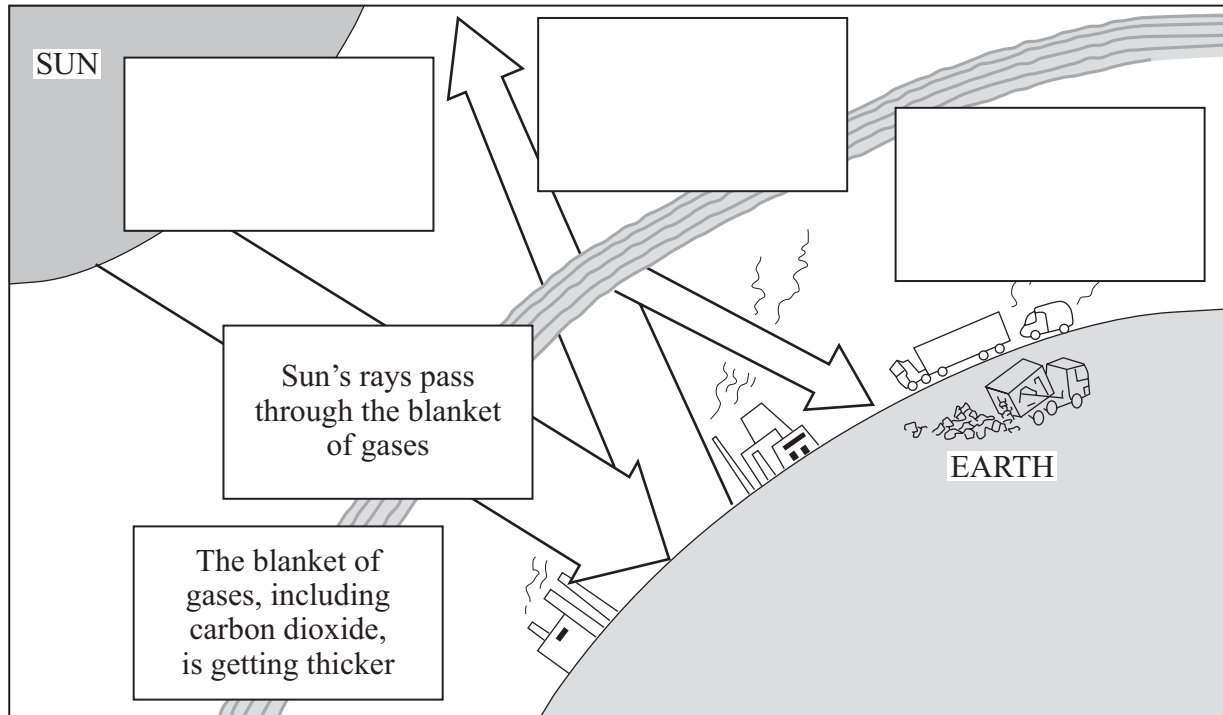 SUN
Sun’s rays pass
through the blanket
of gases
EARTH
The blanket of
gases, including
carbon dioxide,
is getting thicker